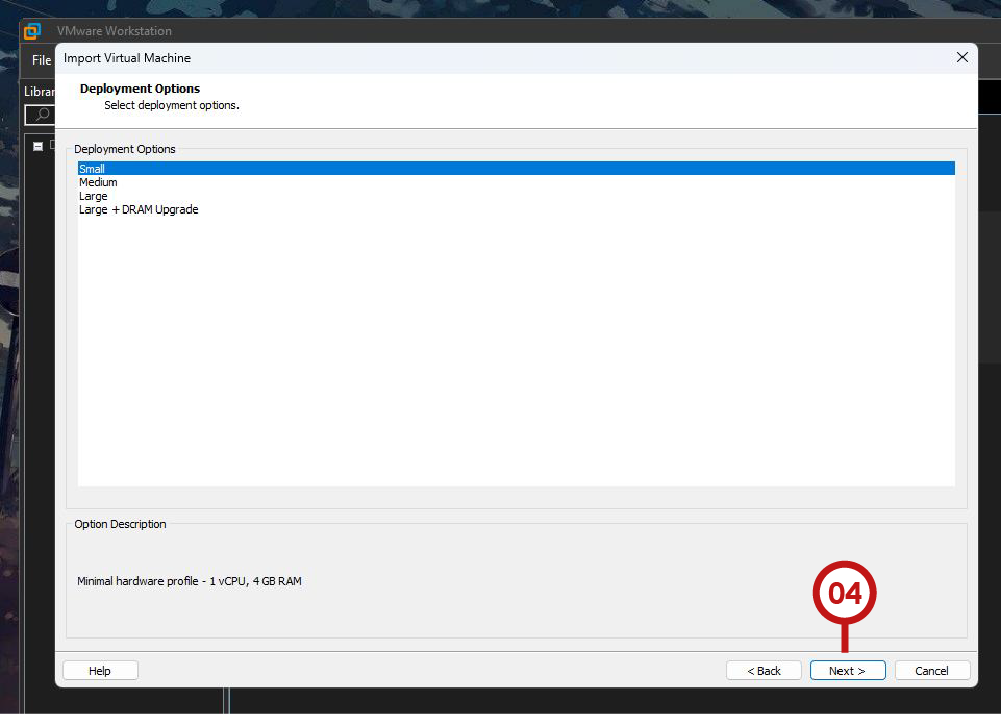 VMware Workstation
File
Import Virtual Machine
Librar
Deployment Options
Select deployment options.
Deployment Options
Small
Medium
Large
Large + DRAM Upgrade
Option Description
Minimal hardware profile - 1 vCPU, 4 GB RAM
04
Help
< Back
Next >
Cancel